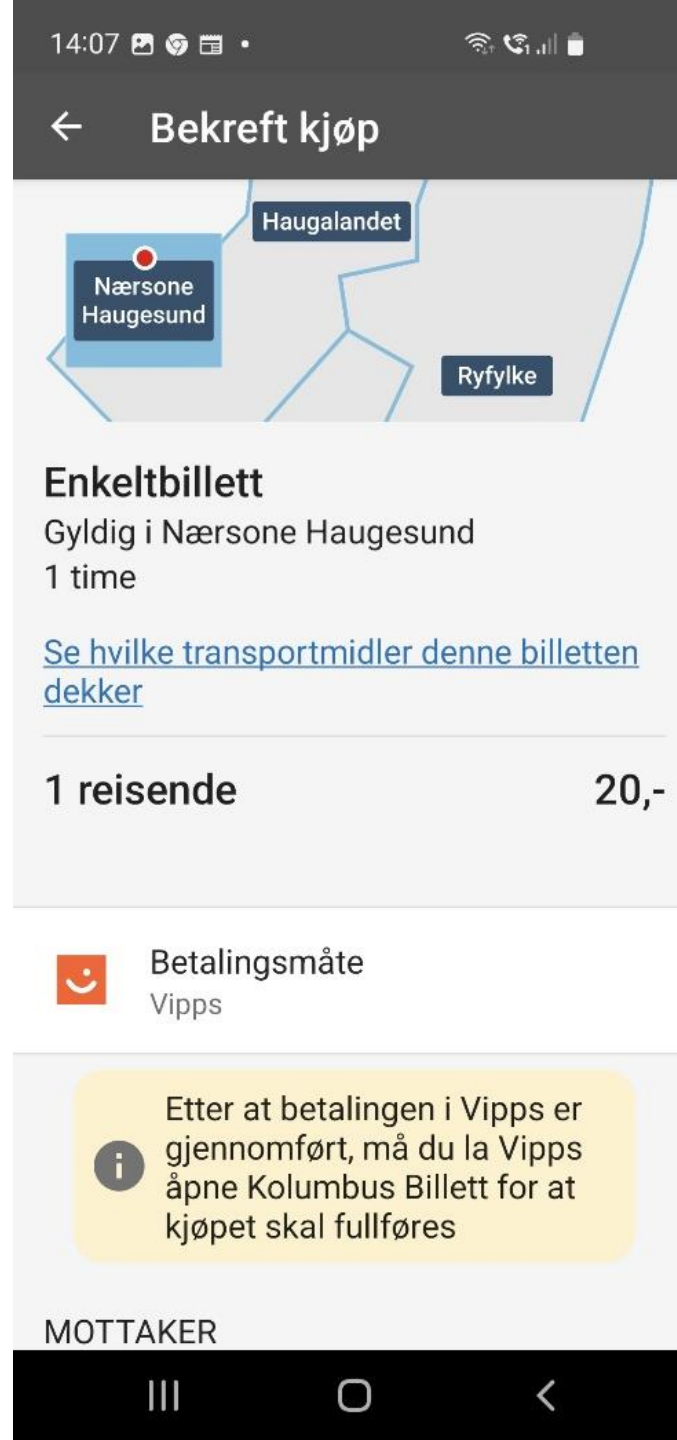 14:07
Bekreft kjøp
Haugalandet
Nærsone
Haugesund
Ryfylke
Enkeltbillett
Gyldig i Nærsone Haugesund
1 time
Se hvilke transportmidler denne billetten
dekker
1 reisende 20,-
Betalingsmåte
Vipps
Etter at betalingen i Vipps er
gjennomført, må du la Vipps
åpne Kolumbus Billett for at
kjøpet skal fullføres
MOTTAKER